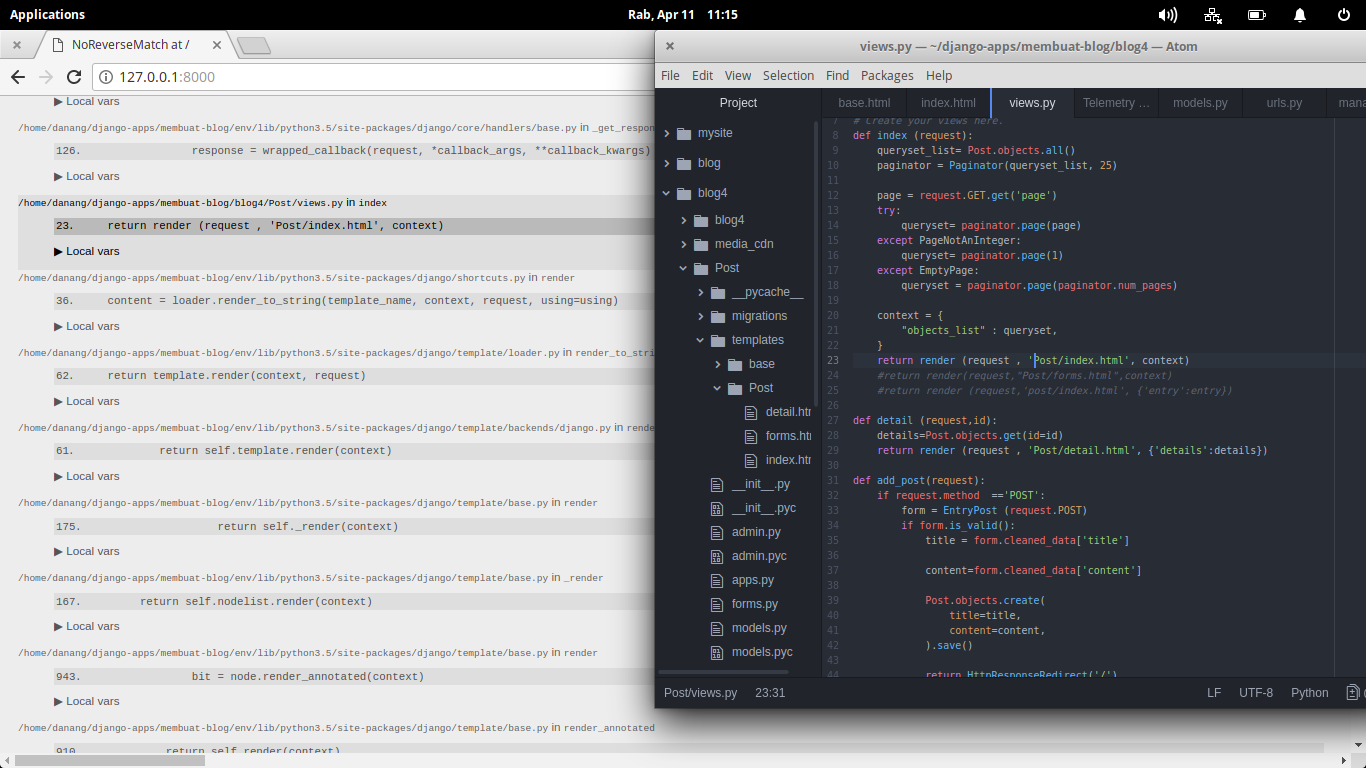 Applications
Rab, Apr 11 11:15
NoReverseMatch at /
127.0.0.1:8000
▶ Local vars
/home/danang/django-apps/membuat-blog/env/lib/python3.5/site-packages/django/core/handlers/base.py in _get_respon
126. response = wrapped_callback(request, *callback_args, **callback_kwargs)
▶ Local vars
/home/danang/django-apps/membuat-blog/blog4/Post/views.py in index
23. return render (request , 'Post/index.html', context)
▶ Local vars
/home/danang/django-apps/membuat-blog/env/lib/python3.5/site-packages/django/shortcuts.py in render
36. content = loader.render_to_string(template_name, context, request, using=using)
▶ Local vars
/home/danang/django-apps/membuat-blog/env/lib/python3.5/site-packages/django/template/loader.py in render_to_stri
62. return template.render(context, request)
▶ Local vars
/home/danang/django-apps/membuat-blog/env/lib/python3.5/site-packages/django/template/backends/django.py in rende
61. return self.template.render(context)
▶ Local vars
/home/danang/django-apps/membuat-blog/env/lib/python3.5/site-packages/django/template/base.py in render
175. return self._render(context)
▶ Local vars
/home/danang/django-apps/membuat-blog/env/lib/python3.5/site-packages/django/template/base.py in _render
167. return self.nodelist.render(context)
▶ Local vars
/home/danang/django-apps/membuat-blog/env/lib/python3.5/site-packages/django/template/base.py in render
943. bit = node.render_annotated(context)
▶ Local vars
/home/danang/django-apps/membuat-blog/env/lib/python3.5/site-packages/django/template/base.py in render_annotated
910. return self.render(context)
views.py — ~/django-apps/membuat-blog/blog4 — Atom
File Edit View Selection Find Packages Help
Project
mysite
blog
blog4
blog4
media_cdn
Post
__pycache__
migrations
templates
base
Post
detail.htr
forms.ht
index.htr
__init__.py
__init__.pyc
admin.py
admin.pyc
apps.py
forms.py
models.py
models.pyc
base.html index.html views.py Telemetry … models.py urls.py mana
7 # Create your views here.
8 def index (request):
9 queryset_list= Post.objects.all()
10 paginator = Paginator(queryset_list, 25)
11
12 page = request.GET.get('page')
13 try:
14 queryset= paginator.page(page)
15 except PageNotAnInteger:
16 queryset= paginator.page(1)
17 except EmptyPage:
18 queryset = paginator.page(paginator.num_pages)
19
20 context = {
21 "objects_list" : queryset,
22 }
23 return render (request , 'Post/index.html', context)
24 #return render(request,"Post/forms.html",context)
25 #return render (request,'post/index.html', {'entry':entry})
26
27 def detail (request,id):
28 details=Post.objects.get(id=id)
29 return render (request , 'Post/detail.html', {'details':details})
30
31 def add_post(request):
32 if request.method =='POST':
33 form = EntryPost (request.POST)
34 if form.is_valid():
35 title = form.cleaned_data['title']
36
37 content=form.cleaned_data['content']
38
39 Post.objects.create(
40 title=title,
41 content=content,
42 ).save()
43
44 return HttpResponseRedirect('/')
Post/views.py 23:31
LF UTF-8 Python